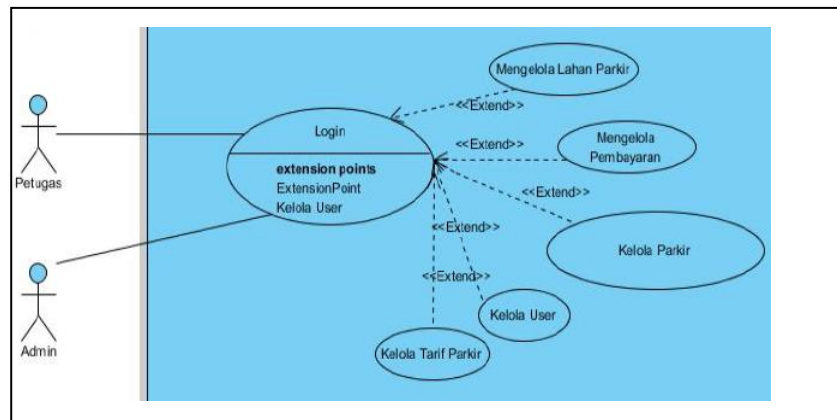 Mengelola Lahan Parkir
<<Extend>>
Login
<<Extend>>
Mengelola
Pembayaran
extension points
ExtensionPoint
Kelola User
<<Extend>>
Petugas
<<Extend>>
Kelola Parkir
<<Extend>>
Kelola User
Admin
Kelola Tarif Parkir